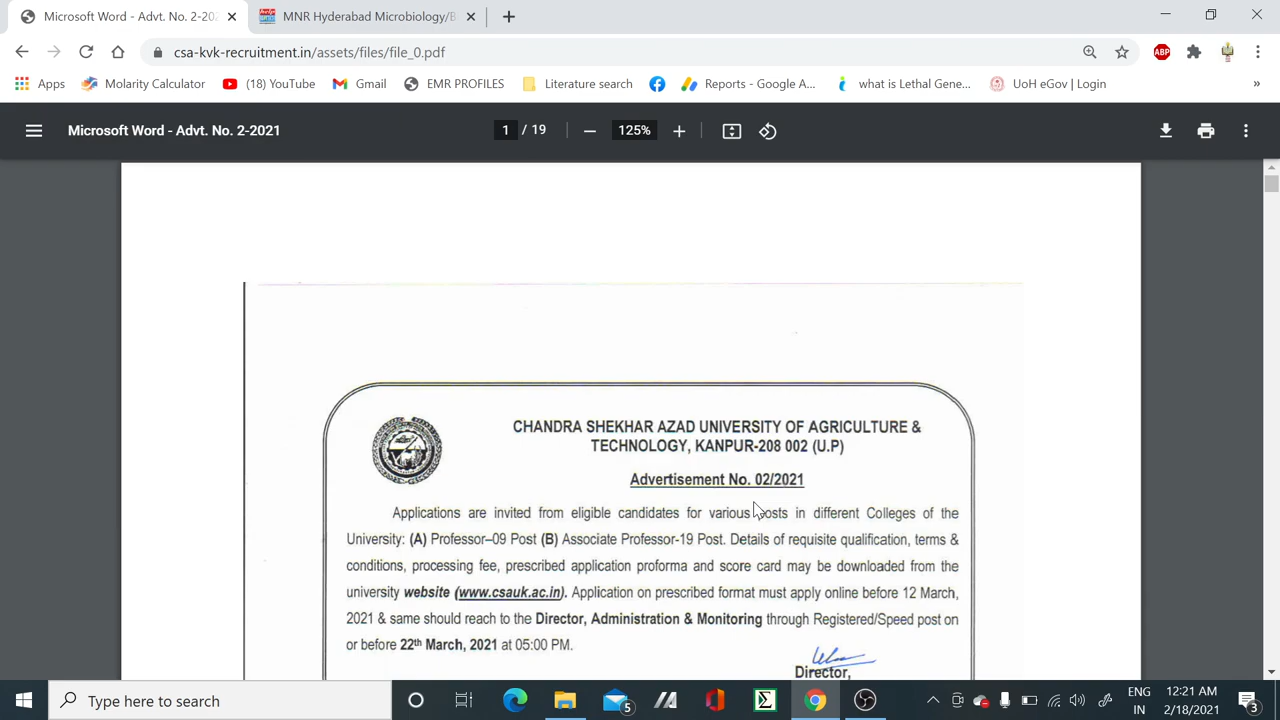 Microsoft Word - Advt. No. 2-202
MNR Hyderabad Microbiology/B
csa-kvk-recruitment.in/assets/files/file_0.pdf
ABP
Apps
Molarity Calculator
(18) YouTube
Gmail
EMR PROFILES
Literature search
Reports - Google A...
what is Lethal Gene...
UoH eGov | Login
»
Microsoft Word - Advt. No. 2-2021
1 / 19
125%
CHANDRA SHEKHAR AZAD UNIVERSITY OF AGRICULTURE &
TECHNOLOGY, KANPUR-208 002 (U.P)
Advertisement No. 02/2021
Applications are invited from eligible candidates for various posts in different Colleges of the
University: (A) Professor–09 Post (B) Associate Professor-19 Post. Details of requisite qualification, terms &
conditions, processing fee, prescribed application proforma and score card may be downloaded from the
university website (www.csauk.ac.in). Application on prescribed format must apply online before 12 March,
2021 & same should reach to the Director, Administration & Monitoring through Registered/Speed post on
or before 22th March, 2021 at 05:00 PM.
Director,
Type here to search
5
ENG
IN
12:21 AM
2/18/2021
3